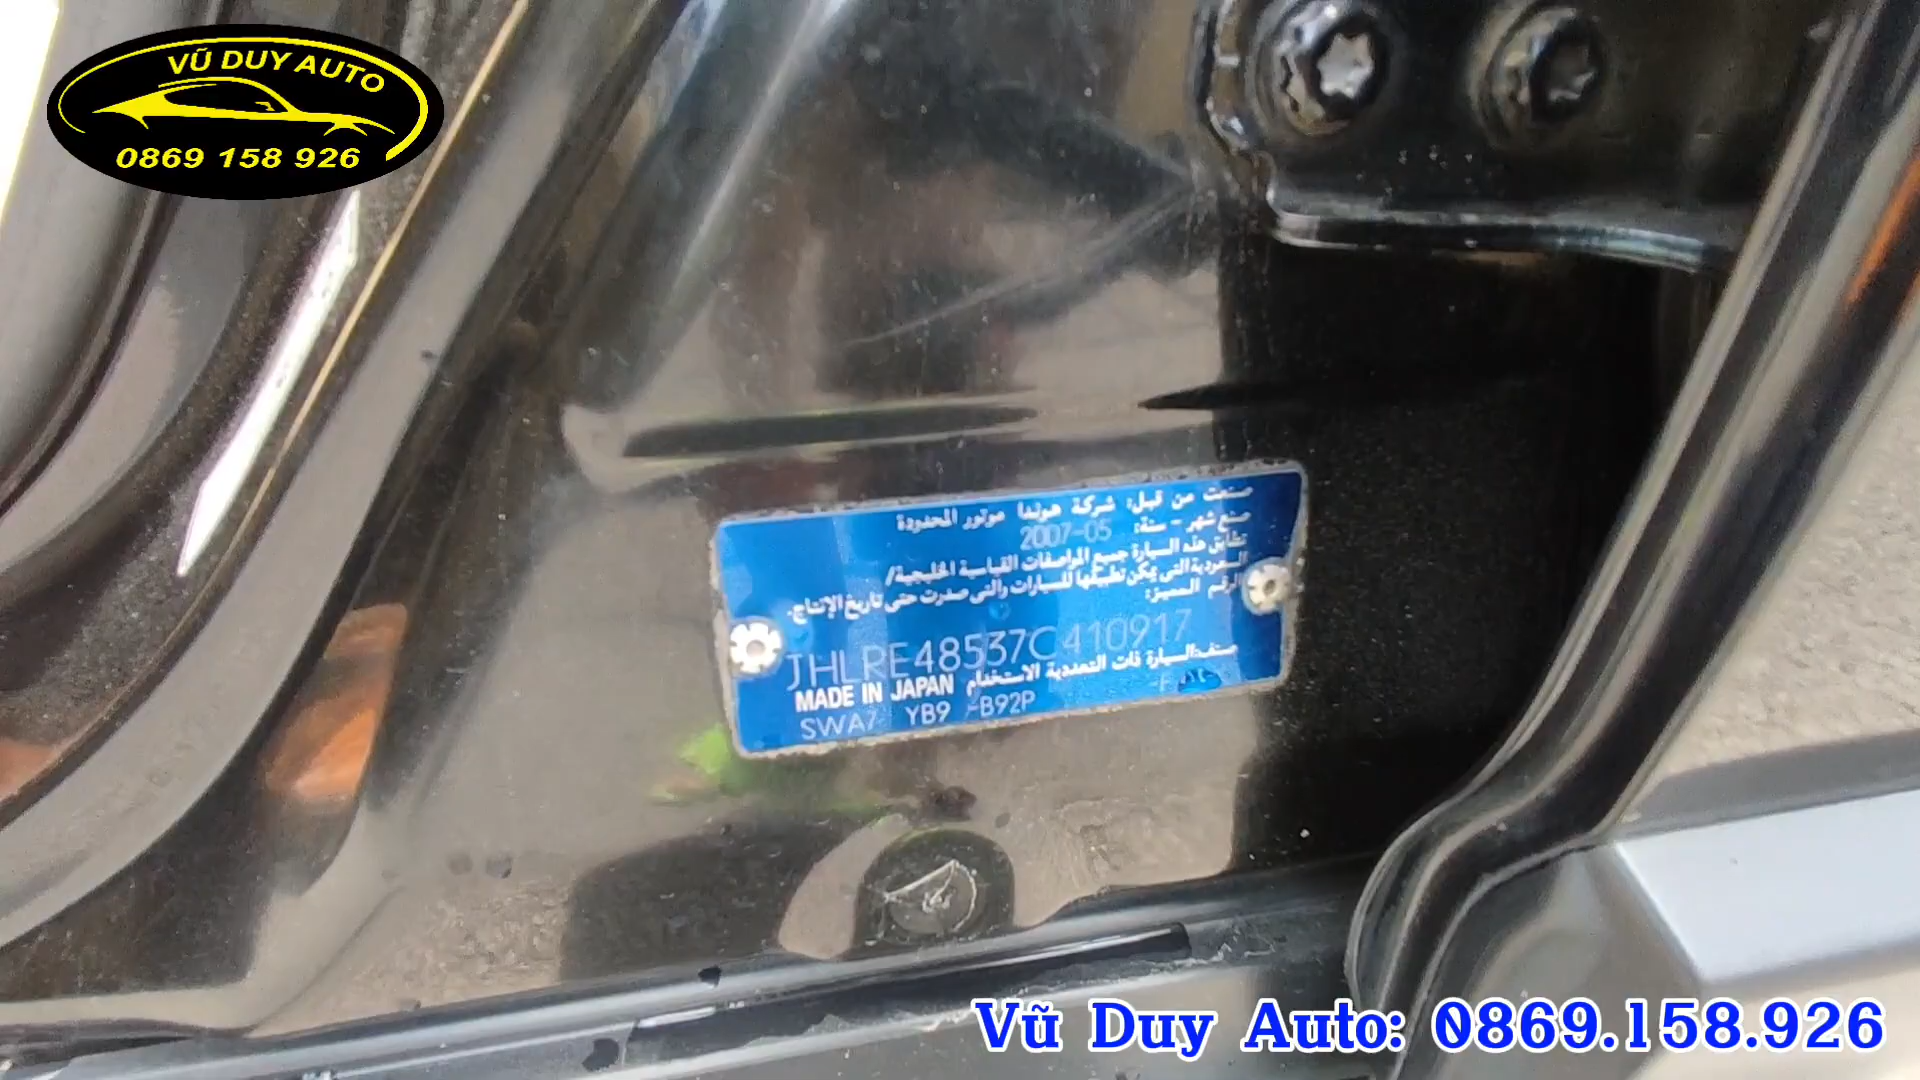 VŨ DUY AUTO
0869 158 926
صنعت من قبل: شركة هوندا موتور المحدودة
صنع شهر - سنة: 2007-05
تطابق هذه السيارة جميع المواصفات القياسية الخليجية/
السعودية التي يمكن تطبيقها للسيارات والتي صدرت حتى تاريخ الإنتاج.
الرقم المميز:
JHLRE48537C410917
صنف: السيارة ذات التعددية الاستخدام
MADE IN JAPAN
SWA7 YB9 B92P
Vũ Duy Auto: 0869.158.926